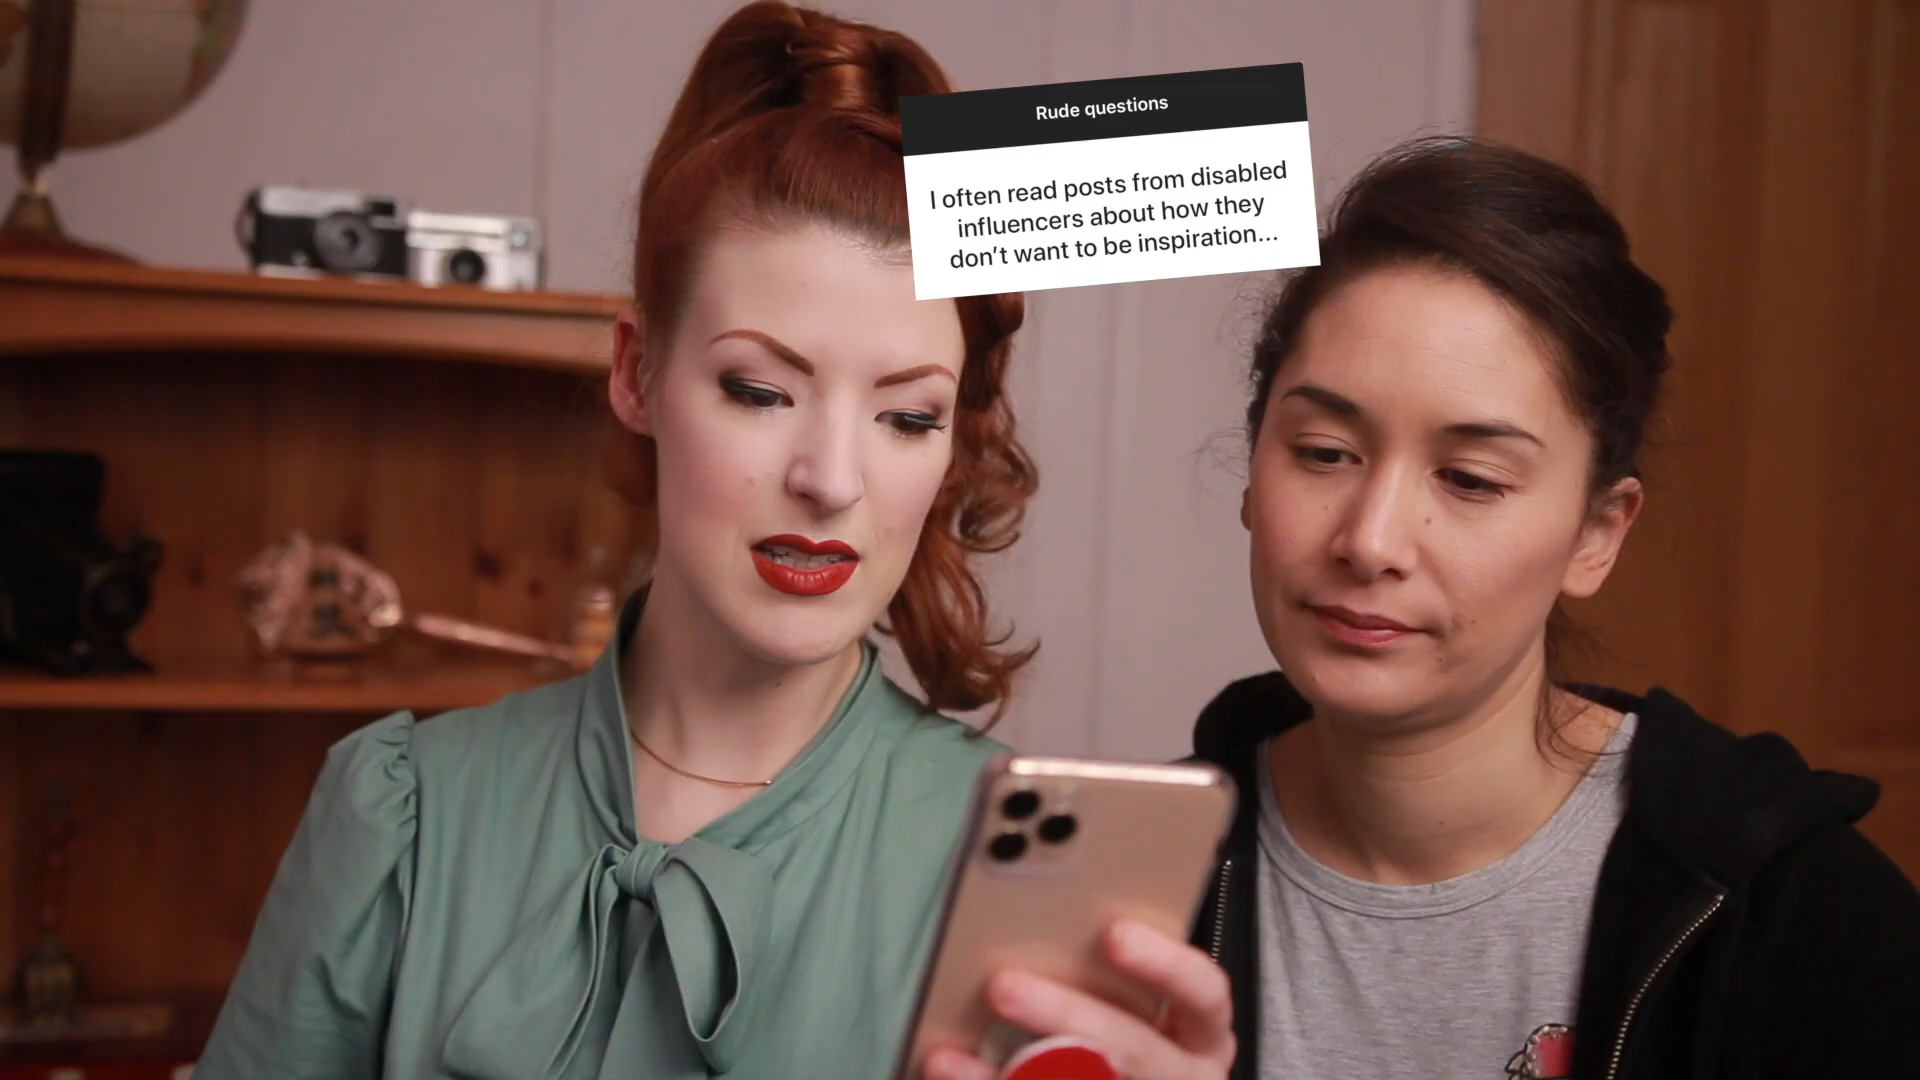 Rude questions
I often read posts from disabled
influencers about how they
don't want to be inspiration...